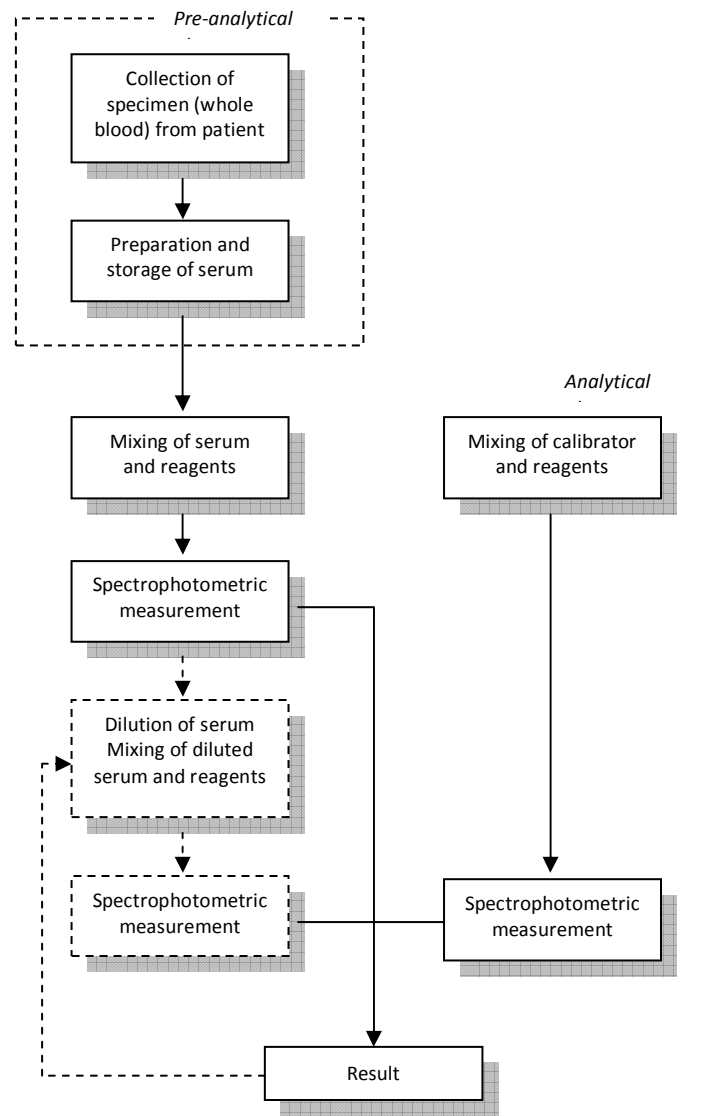 Pre-analytical
Collection of
specimen (whole
blood) from patient
Preparation and
storage of serum
Analytical
Mixing of serum
and reagents
Mixing of calibrator
and reagents
Spectrophotometric
measurement
Dilution of serum
Mixing of diluted
serum and reagents
Spectrophotometric
measurement
Spectrophotometric
measurement
Result